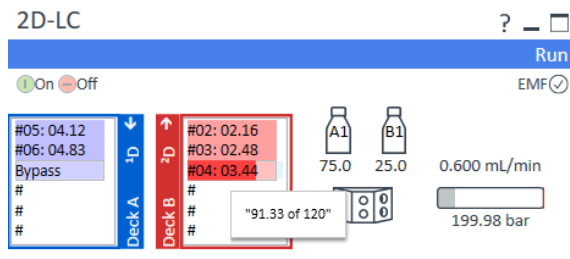 2D-LC
?
Run
On Off
EMF
#05: 04.12
#06: 04.83
Bypass
#
#
#
¹D
Deck A
²D
Deck B
#02: 02.16
#03: 02.48
#04: 03.44
#
#
#
"91.33 of 120"
A1
B1
75.0
25.0
0.600 mL/min
199.98 bar